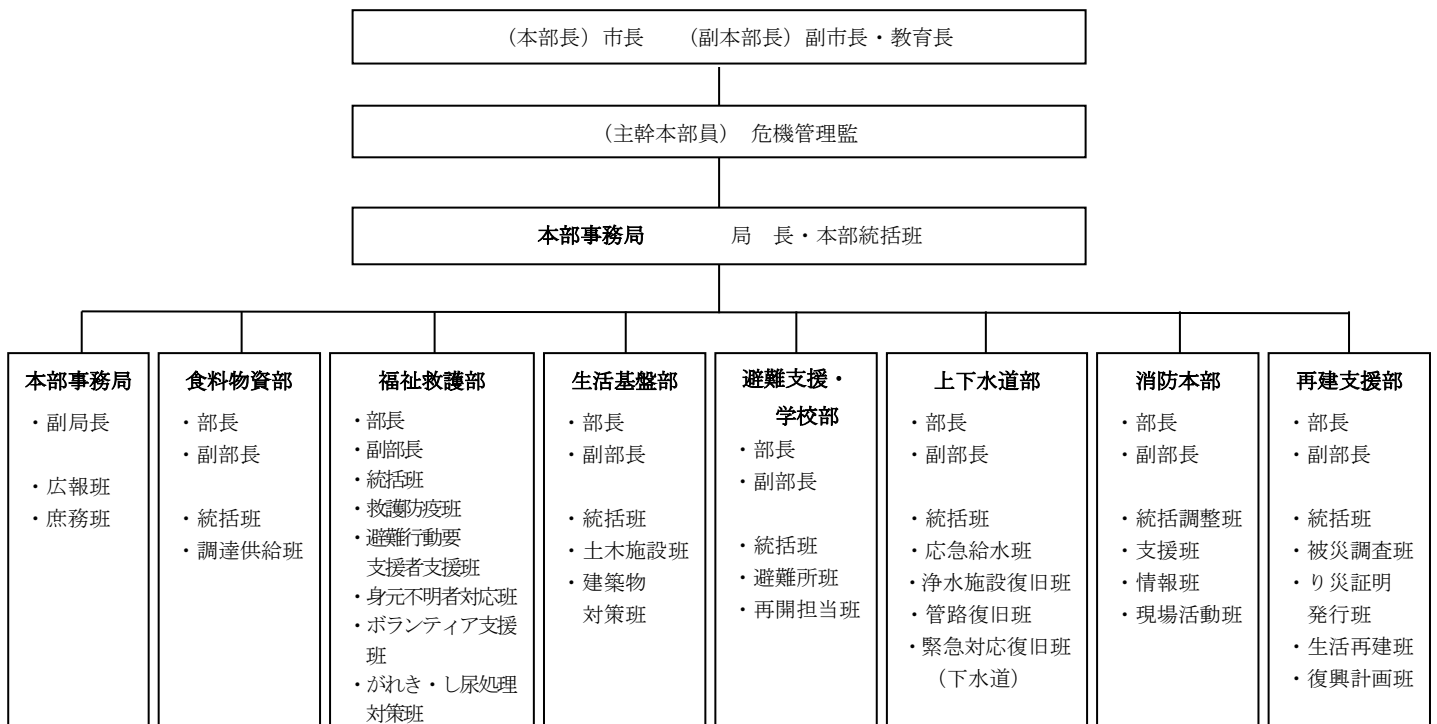 （本部長）市長　　（副本部長）副市長・教育長
（主幹本部員）　危機管理監
本部事務局　　　局　長・本部統括班
本部事務局
・副局長
・広報班
・庶務班
食料物資部
・部長
・副部長
・統括班
・調達供給班
福祉救護部
・部長
・副部長
・統括班
・救護防疫班
・避難行動要
支援者支援班
・身元不明者対応班
・ボランティア支援
班
・がれき・し尿処理
対策班
生活基盤部
・部長
・副部長
・統括班
・土木施設班
・建築物
対策班
避難支援・
学校部
・部長
・副部長
・統括班
・避難所班
・再開担当班
上下水道部
・部長
・副部長
・統括班
・応急給水班
・浄水施設復旧班
・管路復旧班
・緊急対応復旧班
（下水道）
消防本部
・部長
・副部長
・統括調整班
・支援班
・情報班
・現場活動班
再建支援部
・部長
・副部長
・統括班
・被災調査班
・り災証明
発行班
・生活再建班
・復興計画班